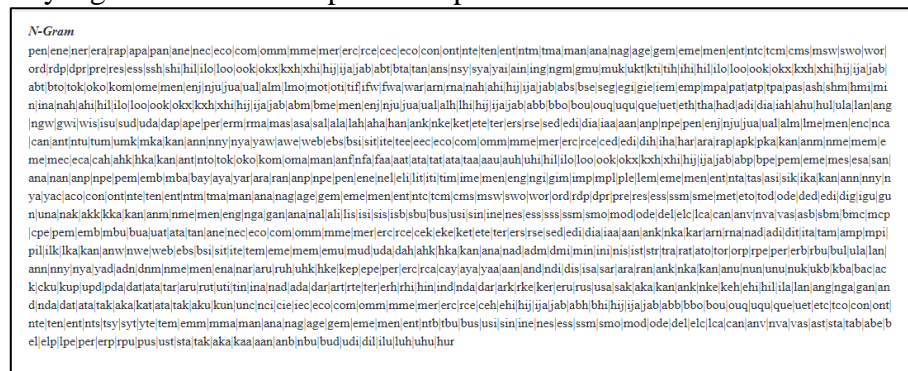 N-Gram
pen|ene|ner|era|rap|apa|pan|ane|nec|eco|com|omm|mme|mer|erc|rce|cec|eco|con|ont|nte|ten|ent|ntm|tma|man|ana|nag|age|gem|eme|men|ent|ntc|tcm|cms|msw|swo|wor|
ord|rdp|dpr|pre|res|ess|ssh|shi|hil|ilo|loo|ook|okx|kxh|xhi|hij|ija|jab|abt|bta|tan|ans|nsy|sya|yai|ain|ing|ngm|gmu|muk|ukt|kti|tih|ihi|hil|ilo|loo|ook|okx|kxh|xhi|hij|ija|jab|
abt|bto|tok|oko|kom|ome|men|enj|nju|jua|ual|alm|lmo|mot|oti|tif|ifw|fwa|war|arn|rna|nah|ahi|hij|ija|jab|abs|bse|seg|egi|gie|iem|emp|mpa|pat|atp|tpa|pas|ash|shm|hmi|min
|ina|nah|ahi|hil|ilo|loo|ook|okx|kxh|xhi|hij|ija|jab|abm|bme|men|enj|nju|jua|ual|alh|lhi|hij|ija|jab|abb|bbo|bou|ouq|uqu|que|uet|eth|tha|had|adi|dia|iah|ahu|hul|ula|lan|ang
|ngw|gwi|wis|isu|sud|uda|dap|ape|per|erm|rma|mas|asa|sal|ala|lah|aha|han|ank|nke|ket|ete|ter|ers|rse|sed|edi|dia|iaa|aan|anp|npe|pen|enj|nju|jua|ual|alm|lme|men|enc|nca
|can|ant|ntu|tum|umk|mka|kan|ann|nny|nya|yaw|awe|web|ebs|bsi|sit|ite|tee|eec|eco|com|omm|mme|mer|erc|rce|ced|edi|dih|iha|har|ara|rap|apk|pka|kan|anm|nme|mem|em
e|mec|eca|cah|ahk|hka|kan|ant|nto|tok|oko|kom|oma|man|anf|nfa|faa|aat|ata|tat|ata|taa|aau|auh|uhi|hil|ilo|loo|ook|okx|kxh|xhi|hij|ija|jab|abp|bpe|pem|eme|mes|esa|san|
ana|nan|anp|npe|pem|emb|mba|bay|aya|yar|ara|ran|anp|npe|pen|ene|nel|eli|lit|iti|tim|ime|men|eng|ngi|gim|imp|mpl|ple|lem|eme|men|ent|nta|tas|asi|sik|ika|kan|ann|nny|n
ya|yac|aco|con|ont|nte|ten|ent|ntm|tma|man|ana|nag|age|gem|eme|men|ent|ntc|tcm|cms|msw|swo|wor|ord|rdp|dpr|pre|res|ess|ssm|sme|met|eto|tod|ode|ded|edi|dig|igu|gu
n|una|nak|akk|kka|kan|anm|nme|men|eng|nga|gan|ana|nal|ali|lis|isi|sis|isb|sbu|bus|usi|sin|ine|nes|ess|sss|ssm|smo|mod|ode|del|elc|lca|can|anv|nva|vas|asb|sbm|bmc|mcp
|cpe|pem|emb|mbu|bua|uat|ata|tan|ane|nec|eco|com|omm|mme|mer|erc|rce|cek|eke|ket|ete|ter|ers|rse|sed|edi|dia|iaa|aan|ank|nka|kar|arn|rna|nad|adi|dit|ita|tam|amp|mpi|
pil|ilk|lka|kan|anw|nwe|web|ebs|bsi|sit|ite|tem|eme|mem|emu|mud|uda|dah|ahk|hka|kan|ana|nad|adm|dmi|min|ini|nis|ist|str|tra|rat|ato|tor|orp|rpe|per|erb|rbu|bul|ula|lan|
ann|nny|nya|yad|adn|dnm|nme|men|ena|nar|aru|ruh|uhk|hke|kep|epe|per|erc|rca|cay|aya|yaa|aan|and|ndi|dis|isa|sar|ara|ran|ank|nka|kan|anu|nun|unu|nuk|ukb|kba|bac|ac
k|cku|kup|upd|pda|dat|ata|tar|aru|rut|uti|tin|ina|nad|ada|dar|art|rte|ter|erh|rhi|hin|ind|nda|dar|ark|rke|ker|eru|rus|usa|sak|aka|kan|ank|nke|keh|ehi|hil|ila|lan|ang|nga|gan|an
d|nda|dat|ata|tak|aka|kat|ata|tak|aku|kun|unc|nci|cie|iec|eco|com|omm|mme|mer|erc|rce|ceh|ehi|hij|ija|jab|abh|bhi|hij|ija|jab|abb|bbo|bou|ouq|uqu|que|uet|etc|tco|con|ont|
nte|ten|ent|nts|tsy|syt|yte|tem|emm|mma|man|ana|nag|age|gem|eme|men|ent|ntb|tbu|bus|usi|sin|ine|nes|ess|ssm|smo|mod|ode|del|elc|lca|can|anv|nva|vas|ast|sta|tab|abe|b
el|elp|lpe|per|erp|rpu|pus|ust|sta|tak|aka|kaa|aan|anb|nbu|bud|udi|dil|ilu|luh|uhu|hur